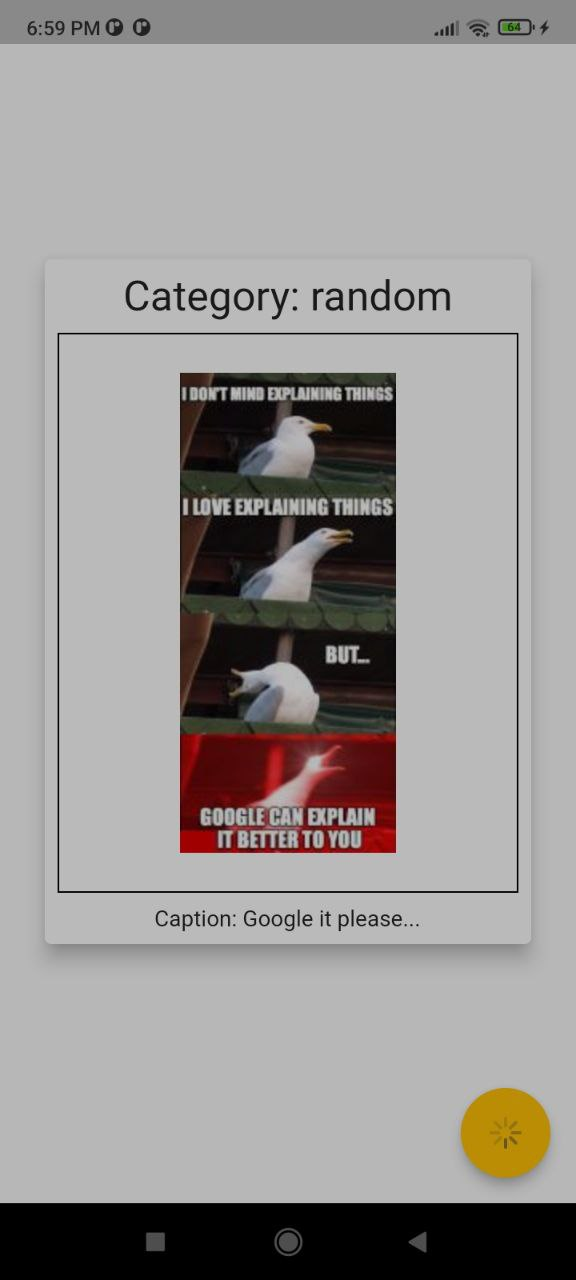 6:59 PM
64
Category: random
I DON'T MIND EXPLAINING THINGS
I LOVE EXPLAINING THINGS
BUT...
GOOGLE CAN EXPLAIN
IT BETTER TO YOU
Caption: Google it please...